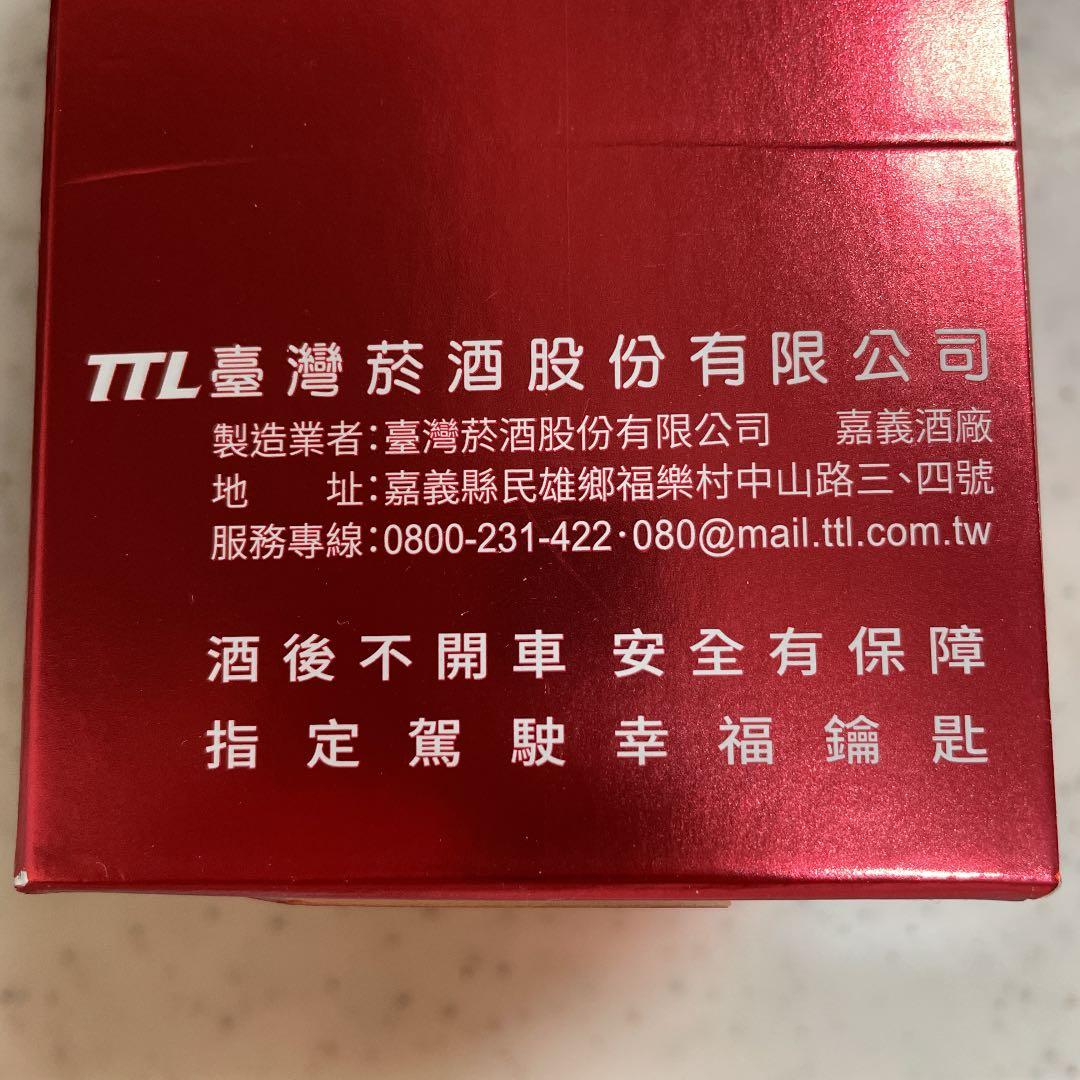 TTL臺灣菸酒股份有限公司
製造業者:臺灣菸酒股份有限公司 嘉義酒廠
地 址:嘉義縣民雄鄉福樂村中山路三、四號
服務專線:0800-231-422·080@mail.ttl.com.tw
酒後不開車 安全有保障
指定駕駛幸福鑰匙